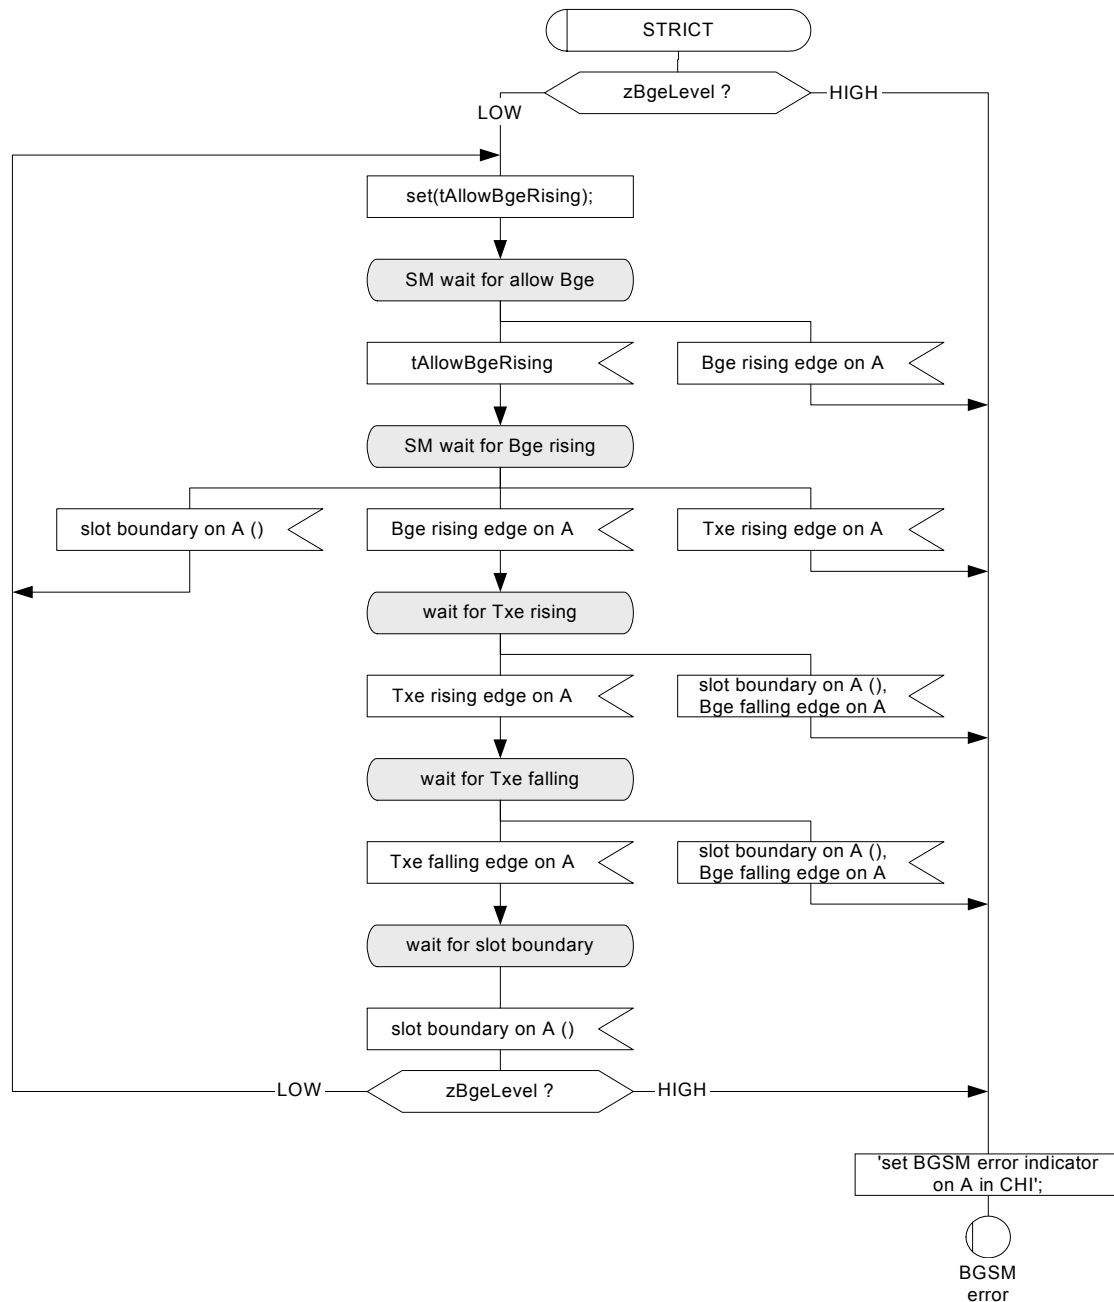 STRICT
zBgeLevel ?
HIGH
LOW
set(tAllowBgeRising);
SM wait for allow Bge
tAllowBgeRising
Bge rising edge on A
SM wait for Bge rising
slot boundary on A ()
Bge rising edge on A
Txe rising edge on A
wait for Txe rising
Txe rising edge on A
slot boundary on A (),
Bge falling edge on A
wait for Txe falling
Txe falling edge on A
slot boundary on A (),
Bge falling edge on A
wait for slot boundary
slot boundary on A ()
LOW
zBgeLevel ?
HIGH
'set BGSM error indicator
on A in CHI';
BGSM
error